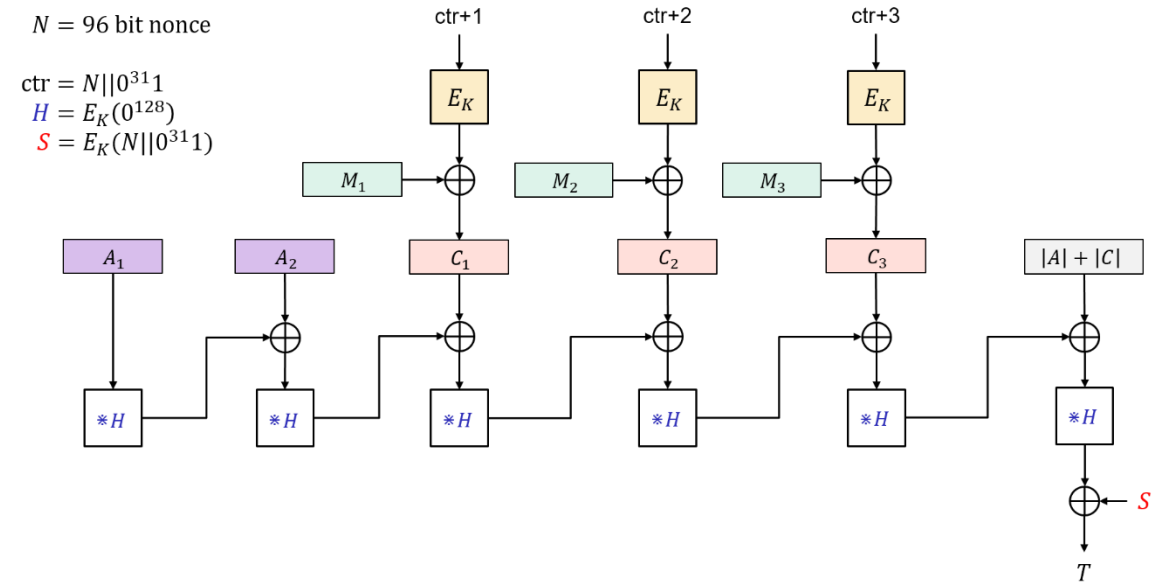 N = 96 bit nonce
ctr = N||0³¹1
H = E_K(0¹²⁸)
S = E_K(N||0³¹1)
ctr+1
ctr+2
ctr+3
E_K
E_K
E_K
M₁
M₂
M₃
A₁
A₂
C₁
C₂
C₃
|A| + |C|
⋇H
⋇H
⋇H
⋇H
⋇H
⋇H
S
T